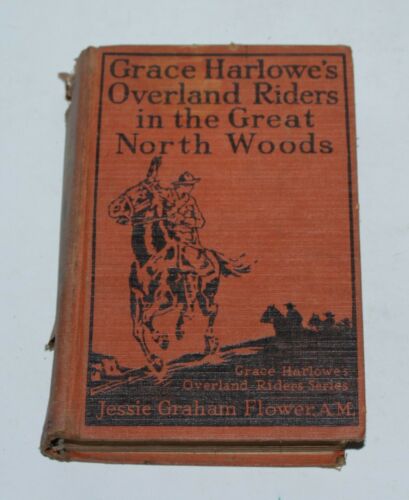 Grace Harlowe's
Overland Riders
in the Great
North Woods
Grace Harlowe's
Overland Riders Series
Jessie Graham Flower, A.M.